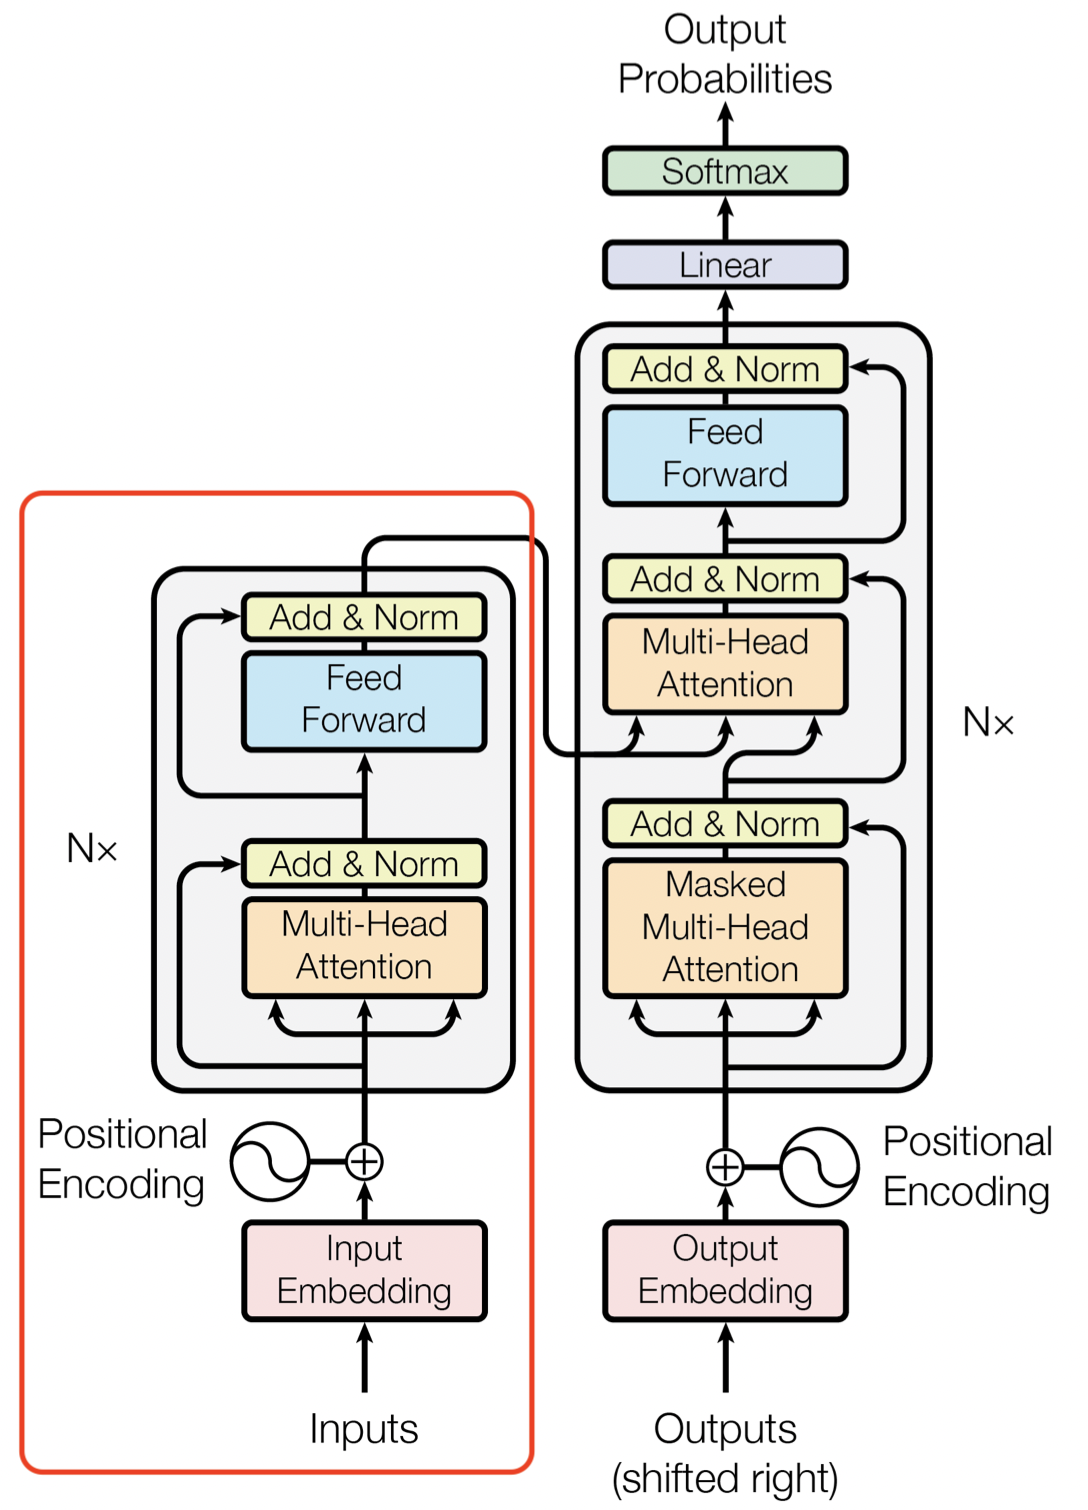 Output
Probabilities
Softmax
Linear
Add & Norm
Feed
Forward
Add & Norm
Multi-Head
Attention
N×
Add & Norm
Masked
Multi-Head
Attention
Add & Norm
Feed
Forward
N×
Add & Norm
Multi-Head
Attention
Positional
Encoding
Positional
Encoding
Input
Embedding
Output
Embedding
Inputs
Outputs
(shifted right)